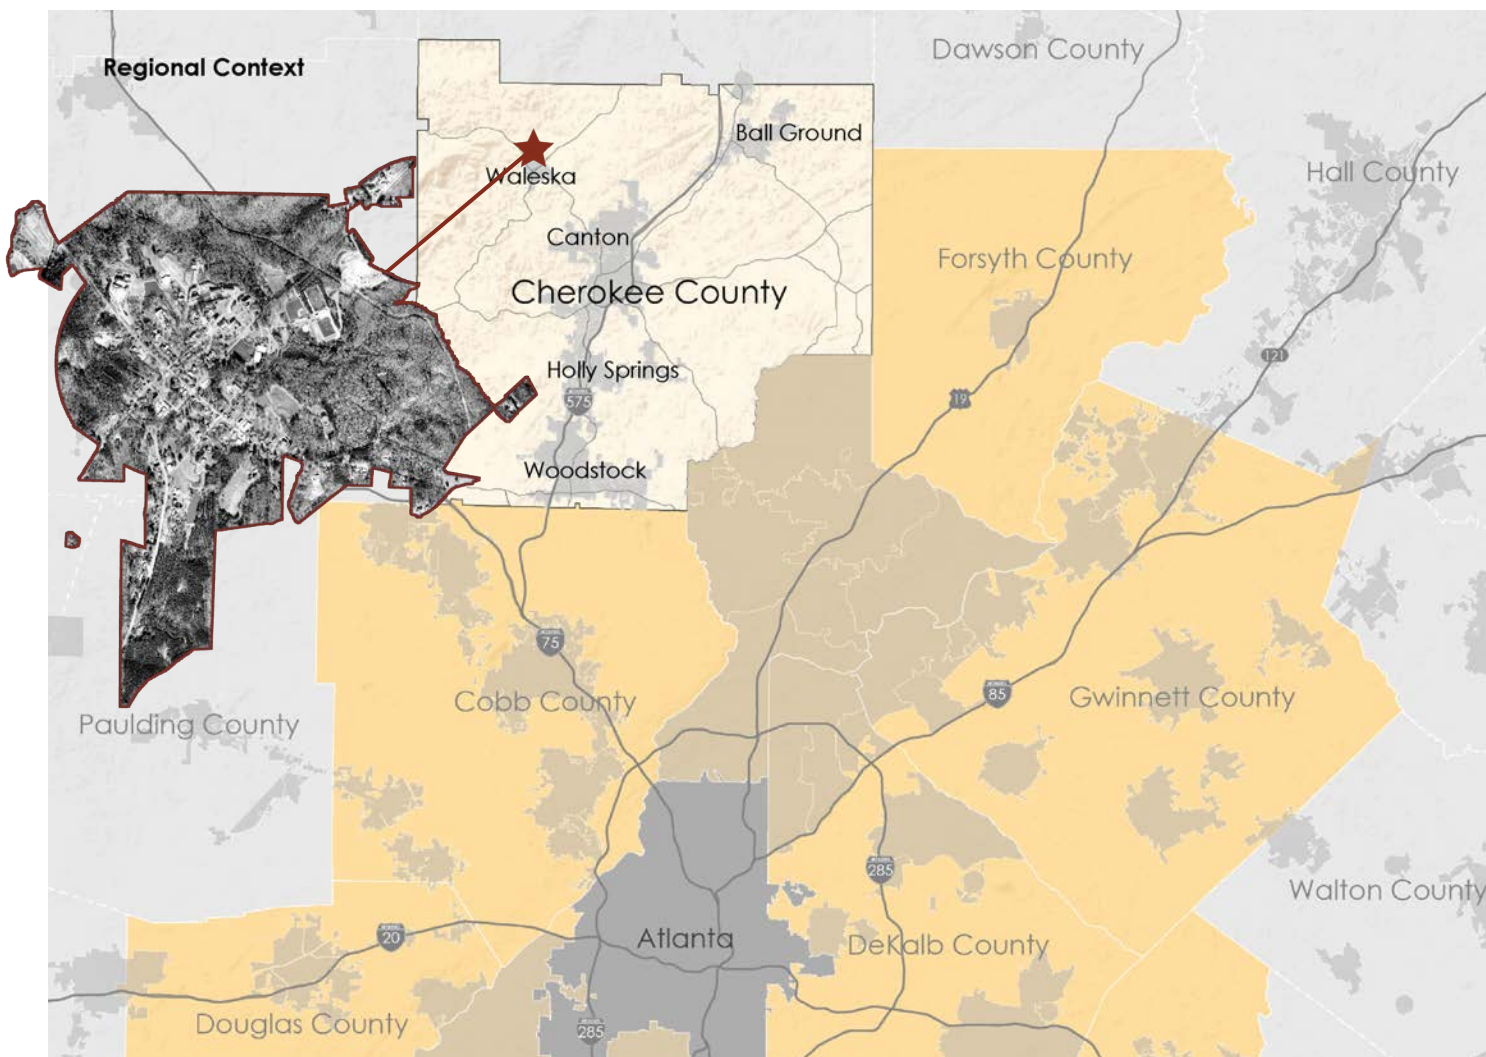 Regional Context
Dawson County
Ball Ground
Hall County
Waleska
Canton
Forsyth County
Cherokee County
121
Holly Springs
575
19
Woodstock
75
85
Cobb County
Gwinnett County
Paulding County
285
Walton County
20
Atlanta
DeKalb County
Douglas County
285